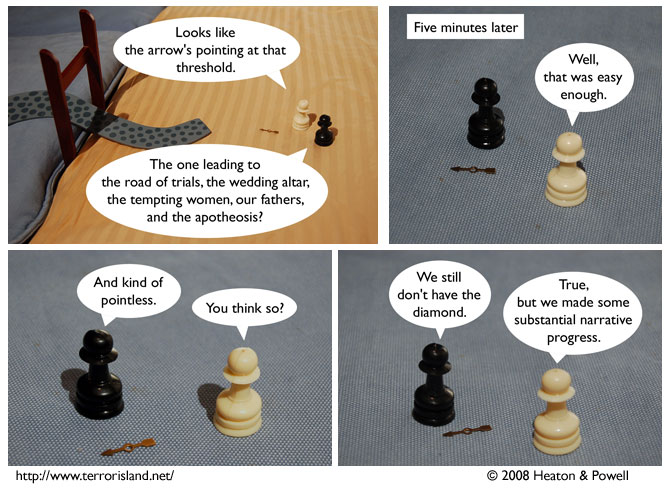 Looks like
the arrow's pointing at that
threshold.
The one leading to
the road of trials, the wedding altar,
the tempting women, our fathers,
and the apotheosis?
Five minutes later
Well,
that was easy
enough.
And kind of
pointless.
You think so?
We still
don't have the
diamond.
True,
but we made some
substantial narrative
progress.
http://www.terrorisland.net/
© 2008 Heaton & Powell